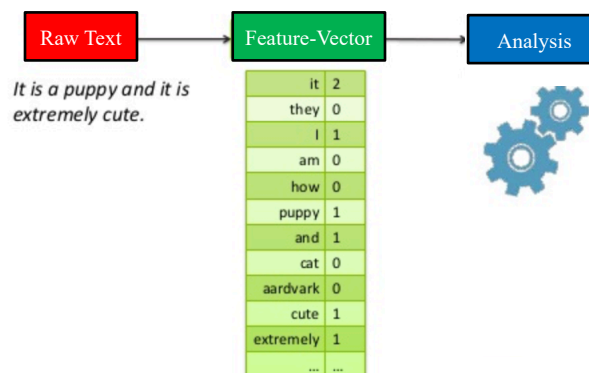 Raw Text
Feature-Vector
Analysis
It is a puppy and it is
extremely cute.
it 2
they 0
I 1
am 0
how 0
puppy 1
and 1
cat 0
aardvark 0
cute 1
extremely 1
... ...